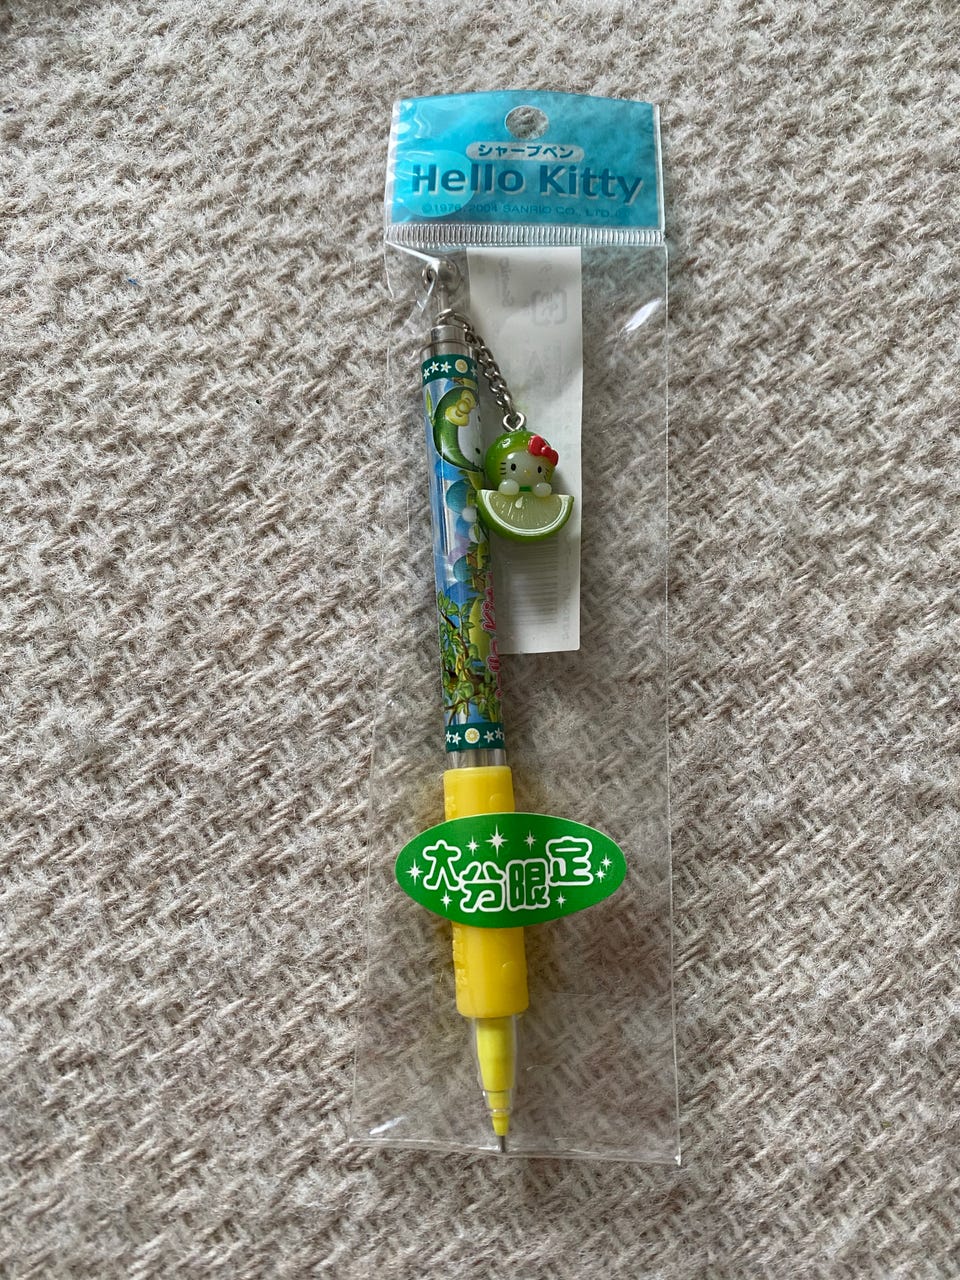 シャープペン
Hello Kitty
©1976, 2004 SANRIO CO., LTD.
大分限定